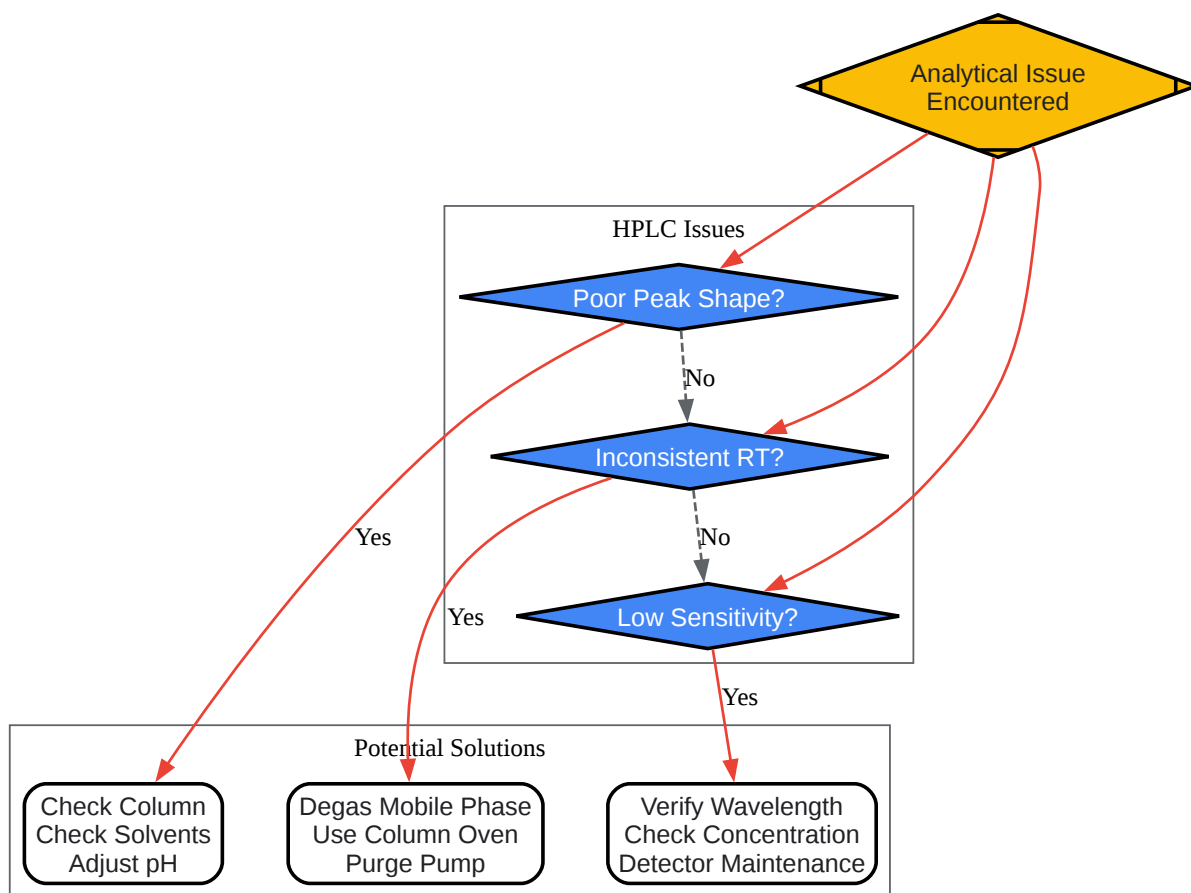 Analytical Issue
Encountered
HPLC Issues
Poor Peak Shape?
No
Inconsistent RT?
Yes
No
Yes
Low Sensitivity?
Yes
Potential Solutions
Check Column
Check Solvents
Adjust pH
Degas Mobile Phase
Use Column Oven
Purge Pump
Verify Wavelength
Check Concentration
Detector Maintenance